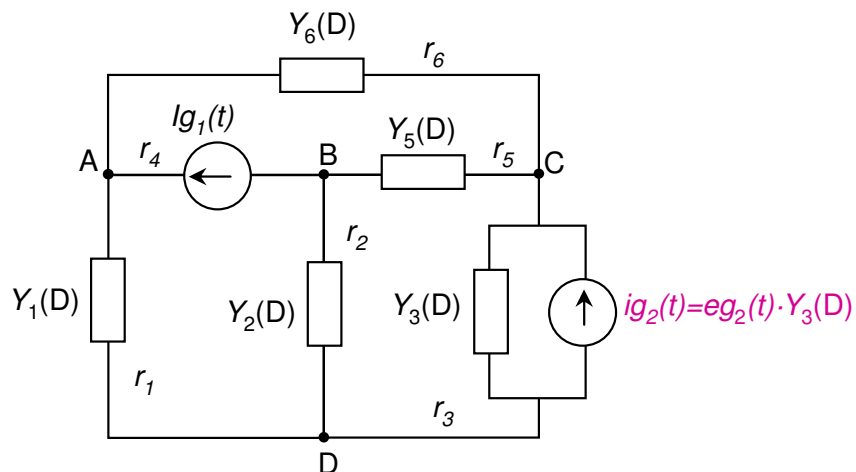 Y6(D)
r6
Ig1(t)
Y5(D)
A
r4
B
r5
C
r2
Y1(D)
Y2(D)
Y3(D)
ig2(t)=eg2(t)·Y3(D)
r1
r3
D